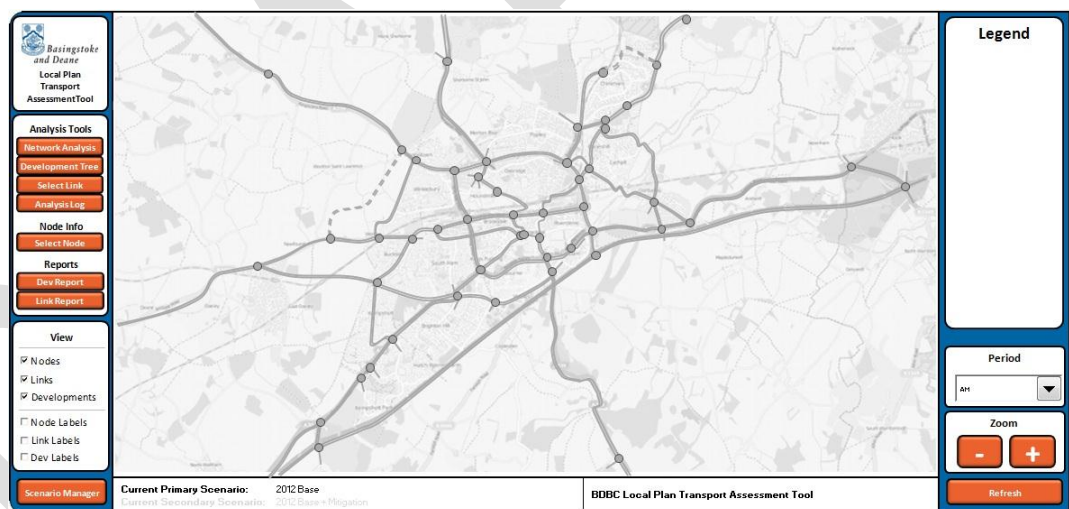 Basingstoke
and Deane
Local Plan
Transport
AssessmentTool
Analysis Tools
Network Analysis
Development Tree
Select Link
Analysis Log
Node Info
Select Node
Reports
Dev Report
Link Report
View
Nodes
Links
Developments
Node Labels
Link Labels
Dev Labels
Scenario Manager
Current Primary Scenario: 2012 Base
Current Secondary Scenario: 2012 Base + Mitigation
BDBC Local Plan Transport Assessment Tool
Legend
Period
AM
Zoom
-
+
Refresh